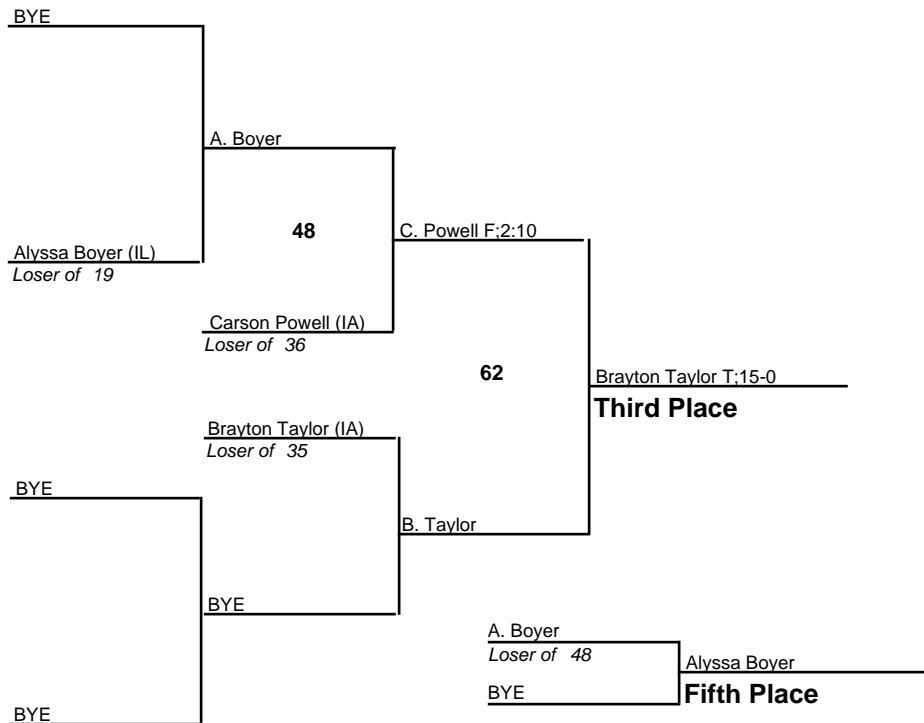 BYE
A. Boyer
48
C. Powell F;2:10
Alyssa Boyer (IL)
Loser of 19
Carson Powell (IA)
Loser of 36
62
Brayton Taylor T;15-0
Third Place
Brayton Taylor (IA)
Loser of 35
BYE
B. Taylor
BYE
A. Boyer
Loser of 48
Alyssa Boyer
Fifth Place
BYE
BYE